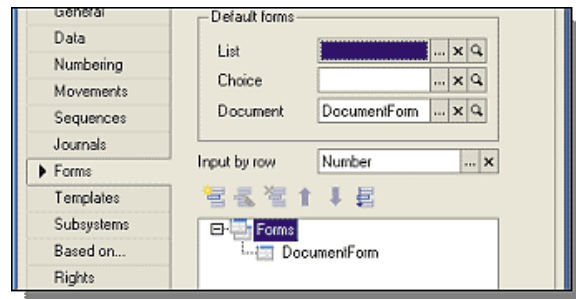 General
Data
Numbering
Movements
Sequences
Journals
Forms
Templates
Subsystems
Based on...
Rights
Default forms
List ...
Choice ...
Document DocumentForm ...
Input by row Number ...
Forms
DocumentForm